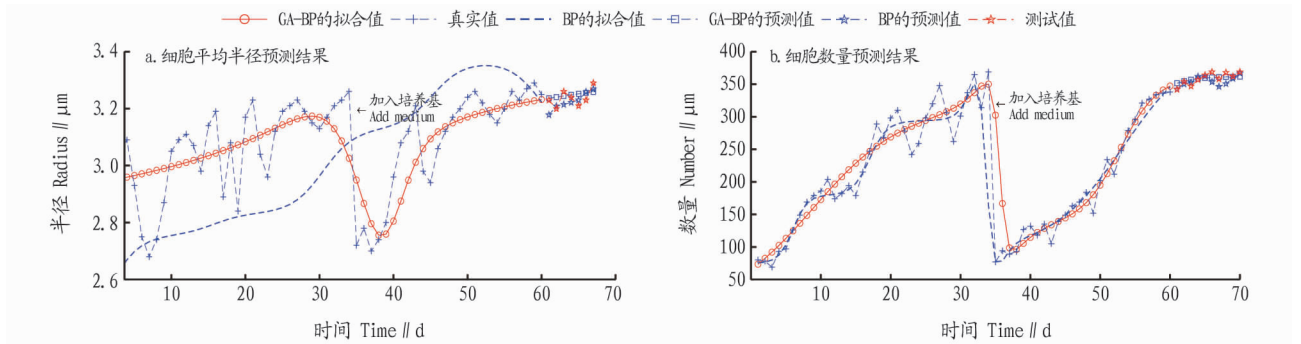 GA-BP的拟合值 真实值 BP的拟合值 GA-BP的预测值 BP的预测值 测试值
a.细胞平均半径预测结果
3.4
3.2
3.0
2.8
2.6
半径 Radius∥μm
←加入培养基
Add medium
10 20 30 40 50 60 70
时间 Time∥d
b.细胞数量预测结果
400
350
300
250
200
150
100
50
数量 Number∥μm
←加入培养基
Add medium
10 20 30 40 50 60 70
时间 Time∥d